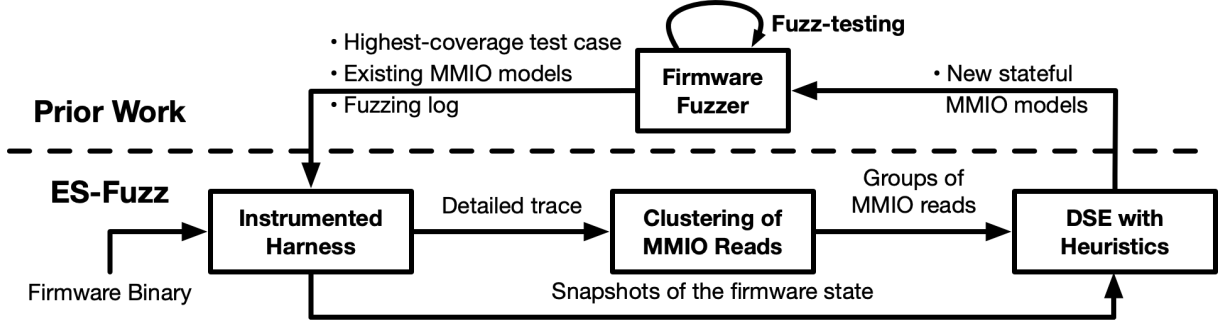 Fuzz-testing
• Highest-coverage test case
• Existing MMIO models
• Fuzzing log
Firmware
Fuzzer
• New stateful
MMIO models
Prior Work
ES-Fuzz
Instrumented
Harness
Detailed trace
Clustering of
MMIO Reads
Groups of
MMIO reads
DSE with
Heuristics
Firmware Binary
Snapshots of the firmware state